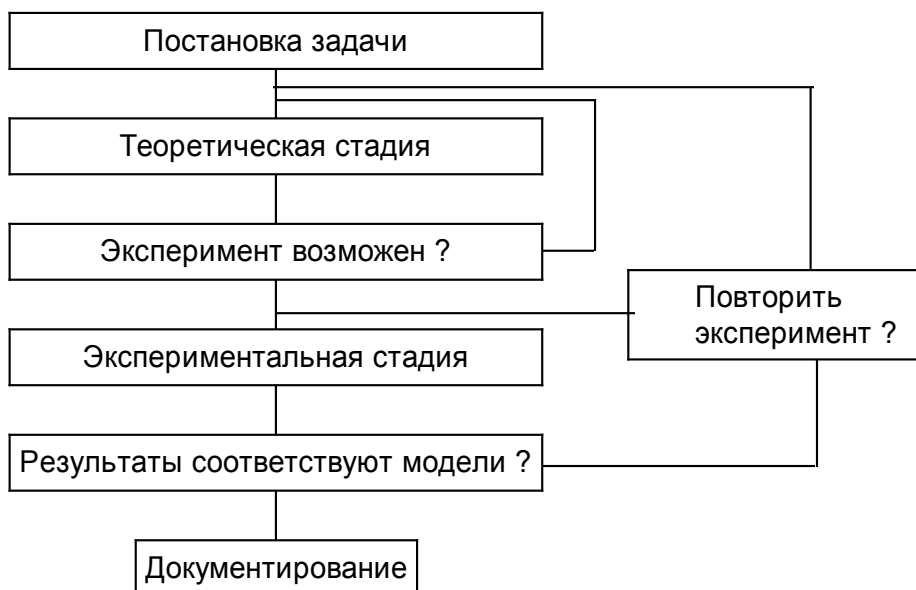 Постановка задачи
Теоретическая стадия
Эксперимент возможен ?
Повторить
эксперимент ?
Экспериментальная стадия
Результаты соответствуют модели ?
Документирование